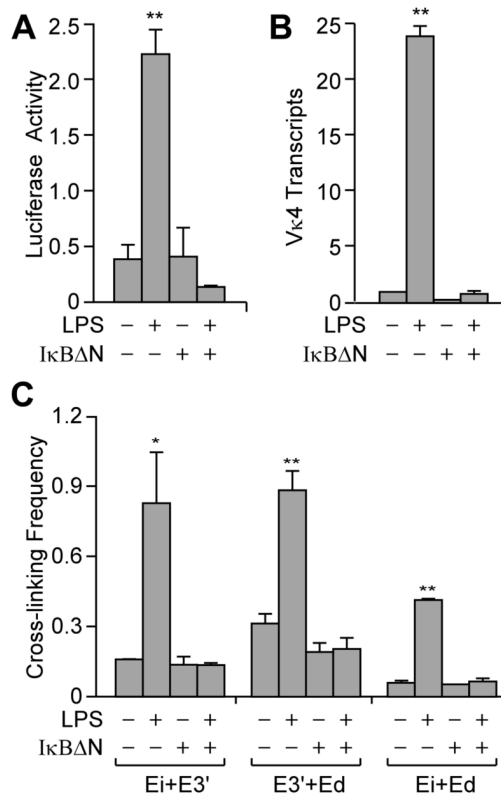 A
Luciferase Activity
2.5
2.0
1.5
1.0
0.5
0
**
LPS − + − +
IκBΔN − − + +
B
Vκ4 Transcripts
25
20
15
10
5
0
**
LPS − + − +
IκBΔN − − + +
C
Cross-linking Frequency
1.2
0.9
0.6
0.3
0
* ** **
LPS − + − + − + − + − + − +
IκBΔN − − + + − − + + − − + +
Ei+E3' E3'+Ed Ei+Ed